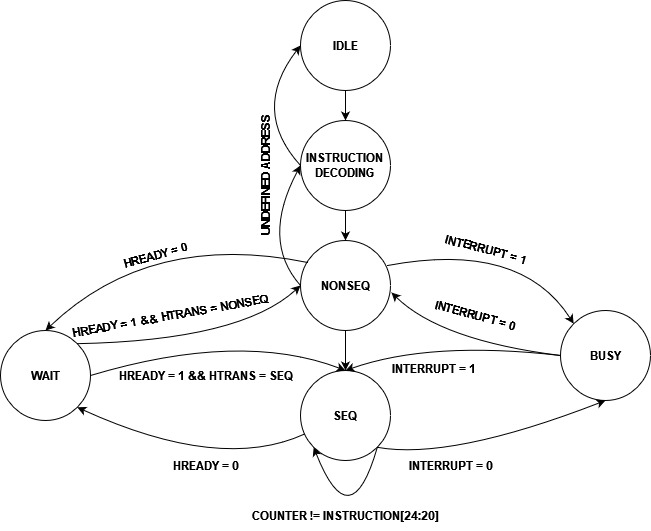 IDLE
UNDEFINED ADDRESS
INSTRUCTION
DECODING
HREADY = 0
INTERRUPT = 1
NONSEQ
HREADY = 1 && HTRANS = NONSEQ
INTERRUPT = 0
WAIT
BUSY
HREADY = 1 && HTRANS = SEQ
INTERRUPT = 1
SEQ
HREADY = 0
INTERRUPT = 0
COUNTER != INSTRUCTION[24:20]